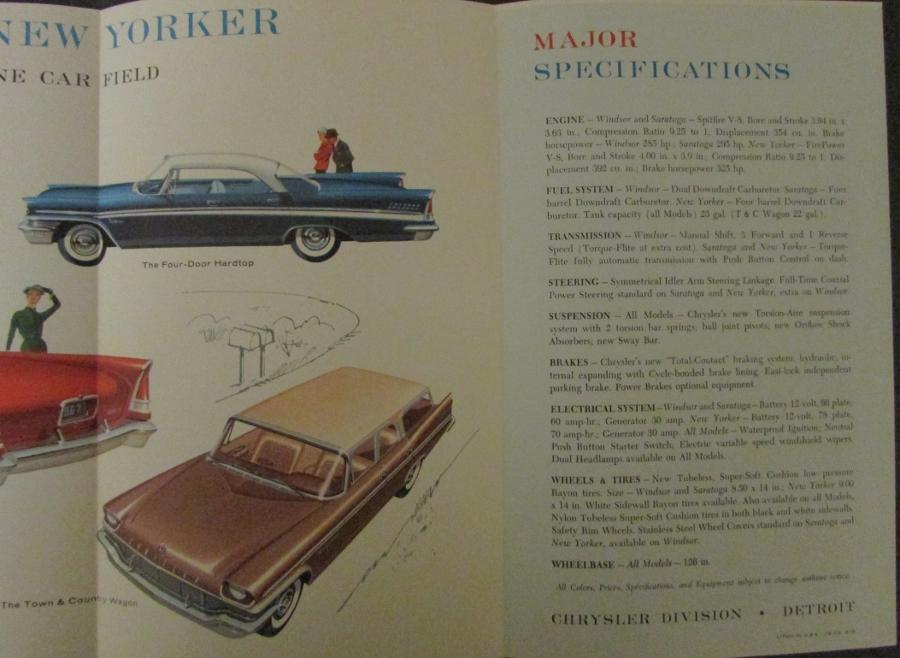 NEW YORKER
NE CAR FIELD
The Four-Door Hardtop
The Town & Country Wagon
MAJOR
SPECIFICATIONS
ENGINE — Windsor and Saratoga — Spitfire V-8; Bore and Stroke 3.94 in. x
3.63 in.; Compression Ratio 9.25 to 1; Displacement 354 cu. in. Brake
horsepower — Windsor 285 hp.; Saratoga 295 hp. New Yorker — FirePower
V-8; Bore and Stroke 4.00 in. x 3.9 in.; Compression Ratio 9.25 to 1; Dis-
placement 392 cu. in.; Brake horsepower 325 hp.
FUEL SYSTEM — Windsor — Dual Downdraft Carburetor. Saratoga — Four
barrel Downdraft Carburetor. New Yorker — Four barrel Downdraft Car-
buretor. Tank capacity (all Models) 23 gal. (T & C Wagon 22 gal.).
TRANSMISSION — Windsor — Manual Shift, 3 Forward and 1 Reverse
Speed (Torque-Flite at extra cost). Saratoga and New Yorker — Torque-
Flite fully automatic transmission with Push Button Control on dash.
STEERING — Symmetrical Idler Arm Steering Linkage. Full-Time Coaxial
Power Steering standard on Saratoga and New Yorker, extra on Windsor.
SUSPENSION — All Models — Chrysler's new Torsion-Aire suspension
system with 2 torsion bar springs; ball joint pivots; new Oriflow Shock
Absorbers; new Sway Bar.
BRAKES — Chrysler's new "Total-Contact" braking system, hydraulic, in-
ternal expanding with Cycle-bonded brake lining. Easi-lock independent
parking brake. Power Brakes optional equipment.
ELECTRICAL SYSTEM — Windsor and Saratoga — Battery 12-volt, 66 plate,
60 amp-hr.; Generator 30 amp. New Yorker — Battery 12-volt, 78 plate,
70 amp-hr.; Generator 30 amp. All Models — Waterproof Ignition; Neutral
Push Button Starter Switch, Electric variable speed windshield wipers.
Dual Headlamps available on All Models.
WHEELS & TIRES — New Tubeless, Super-Soft Cushion low pressure
Rayon tires. Size — Windsor and Saratoga 8.50 x 14 in.; New Yorker 9.00
x 14 in. White Sidewall Rayon tires available. Also available on all Models,
Nylon Tubeless Super-Soft Cushion tires in both black and white sidewalls.
Safety Rim Wheels. Stainless Steel Wheel Covers standard on Saratoga and
New Yorker, available on Windsor.
WHEELBASE — All Models — 126 in.
All Colors, Prices, Specifications, and Equipment subject to change without notice
CHRYSLER DIVISION • DETROIT